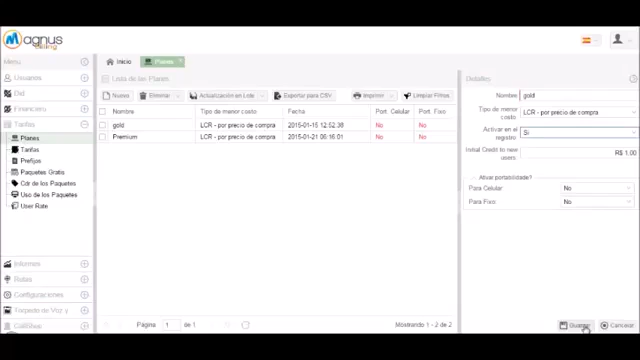 Magnus
Billing
Menu
Inicio
Planes
Usuarios
Lista de las Planes
Detalles
Did
Nuevo
Eliminar
Actualización en Lote
Exportar para CSV
Imprimir
Limpiar Filtros
Nombre
gold
Financiero
Nombre
Tipo de menor costo
Fecha
Port. Celular
Port. Fixo
Tipo de menor costo:
LCR - por precio de compra
Tarifas
gold
LCR - por precio de compra
2015-01-15 12:52:38
No
No
Activar en el registro:
Si
Planes
Premium
LCR - por precio de compra
2015-01-21 06:16:01
No
No
Tarifas
Initial Credit to new users:
R$ 1.00
Prefijos
Paquetes Gratis
Ativar portabilidade?
Cdr de los Paquetes
Para Celular
No
Uso de los Paquetes
Para Fixo:
No
User Rate
Informes
Rutas
Configuraciones
Torpedo de Voz y
Callshop
Página
1
de 1
Mostrando 1 - 2 de 2
Guardar
Cancelar